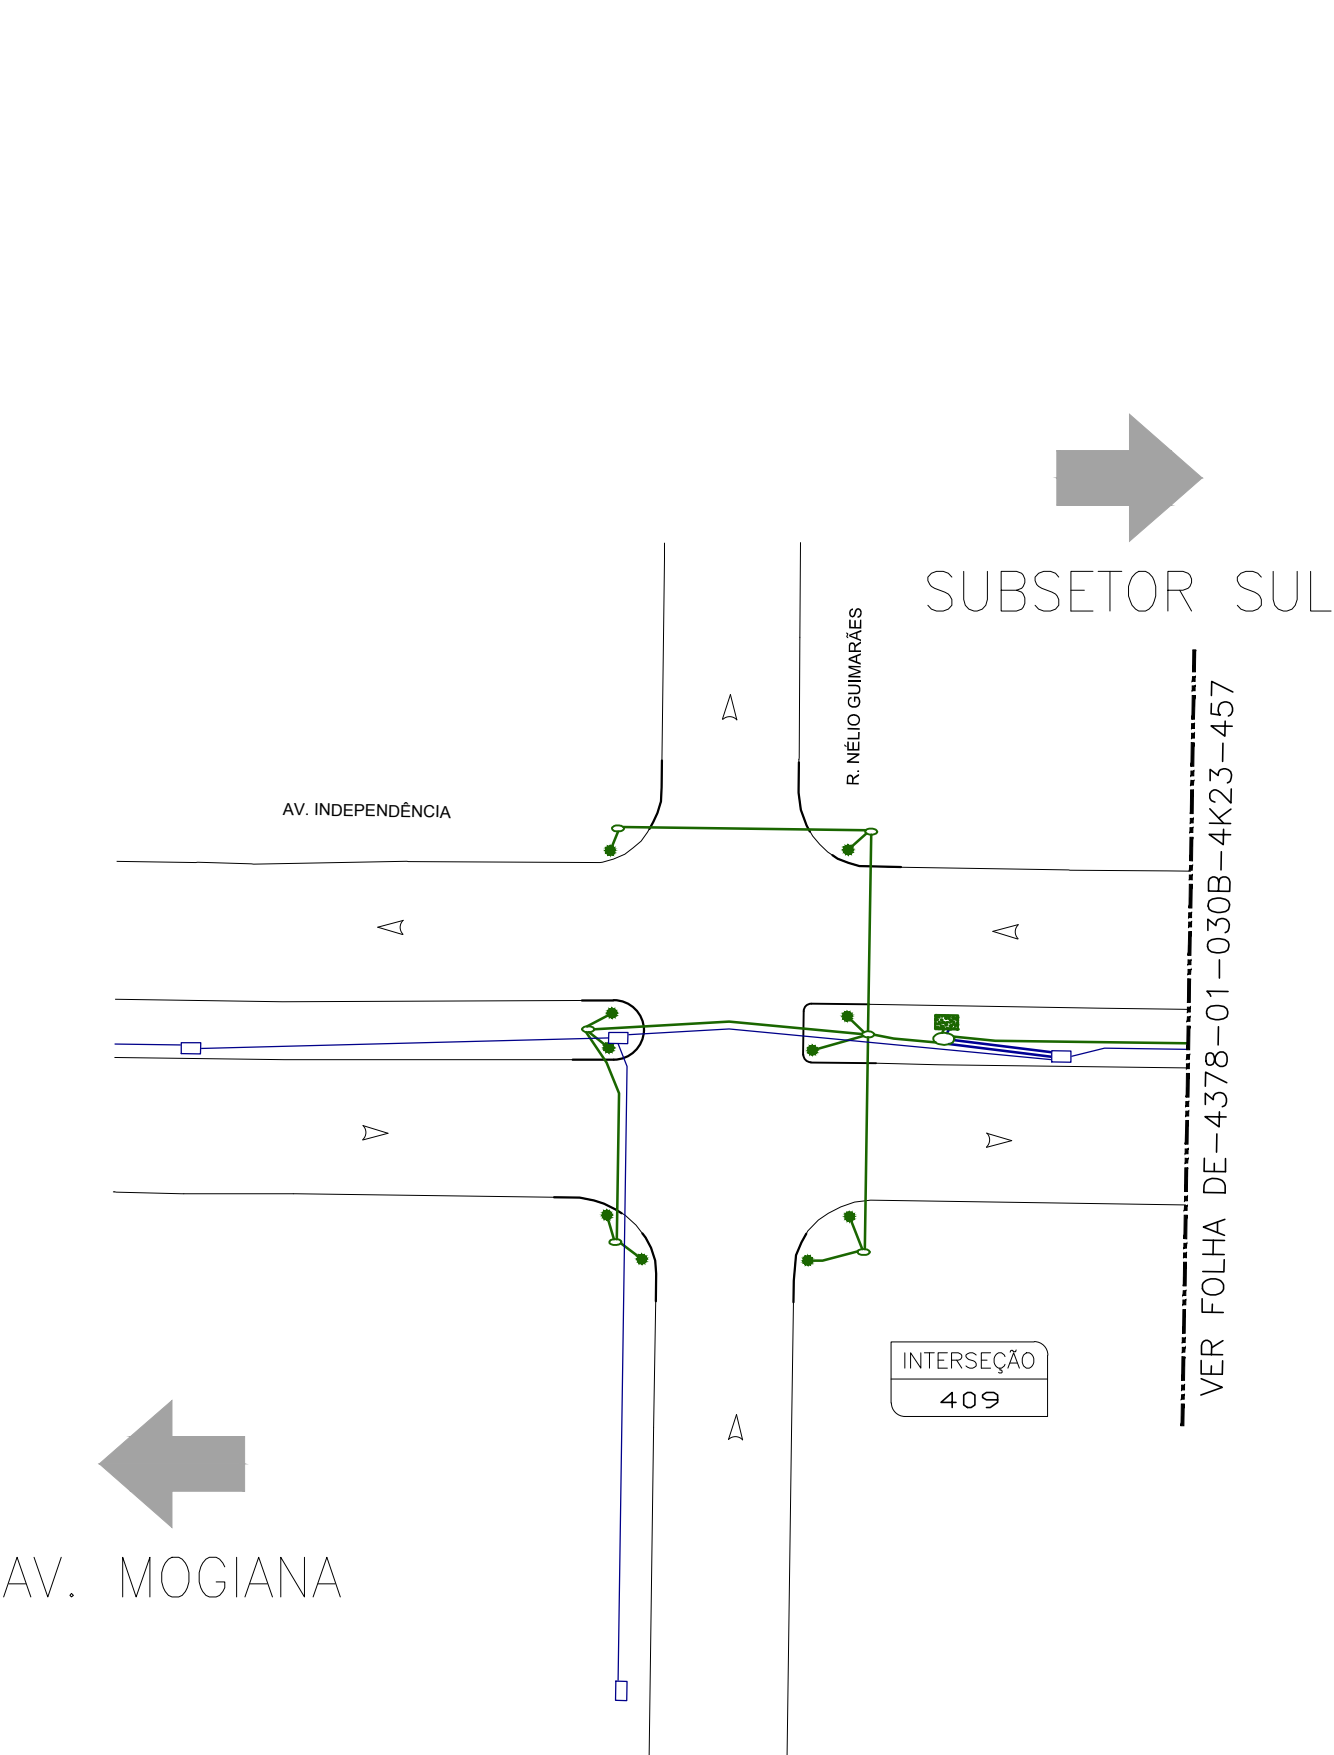 SUBSETOR SUL
R. NÉLIO GUIMARÃES
AV. INDEPENDÊNCIA
VER FOLHA DE-4378-01-030B-4K23-457
INTERSEÇÃO
409
AV. MOGIANA